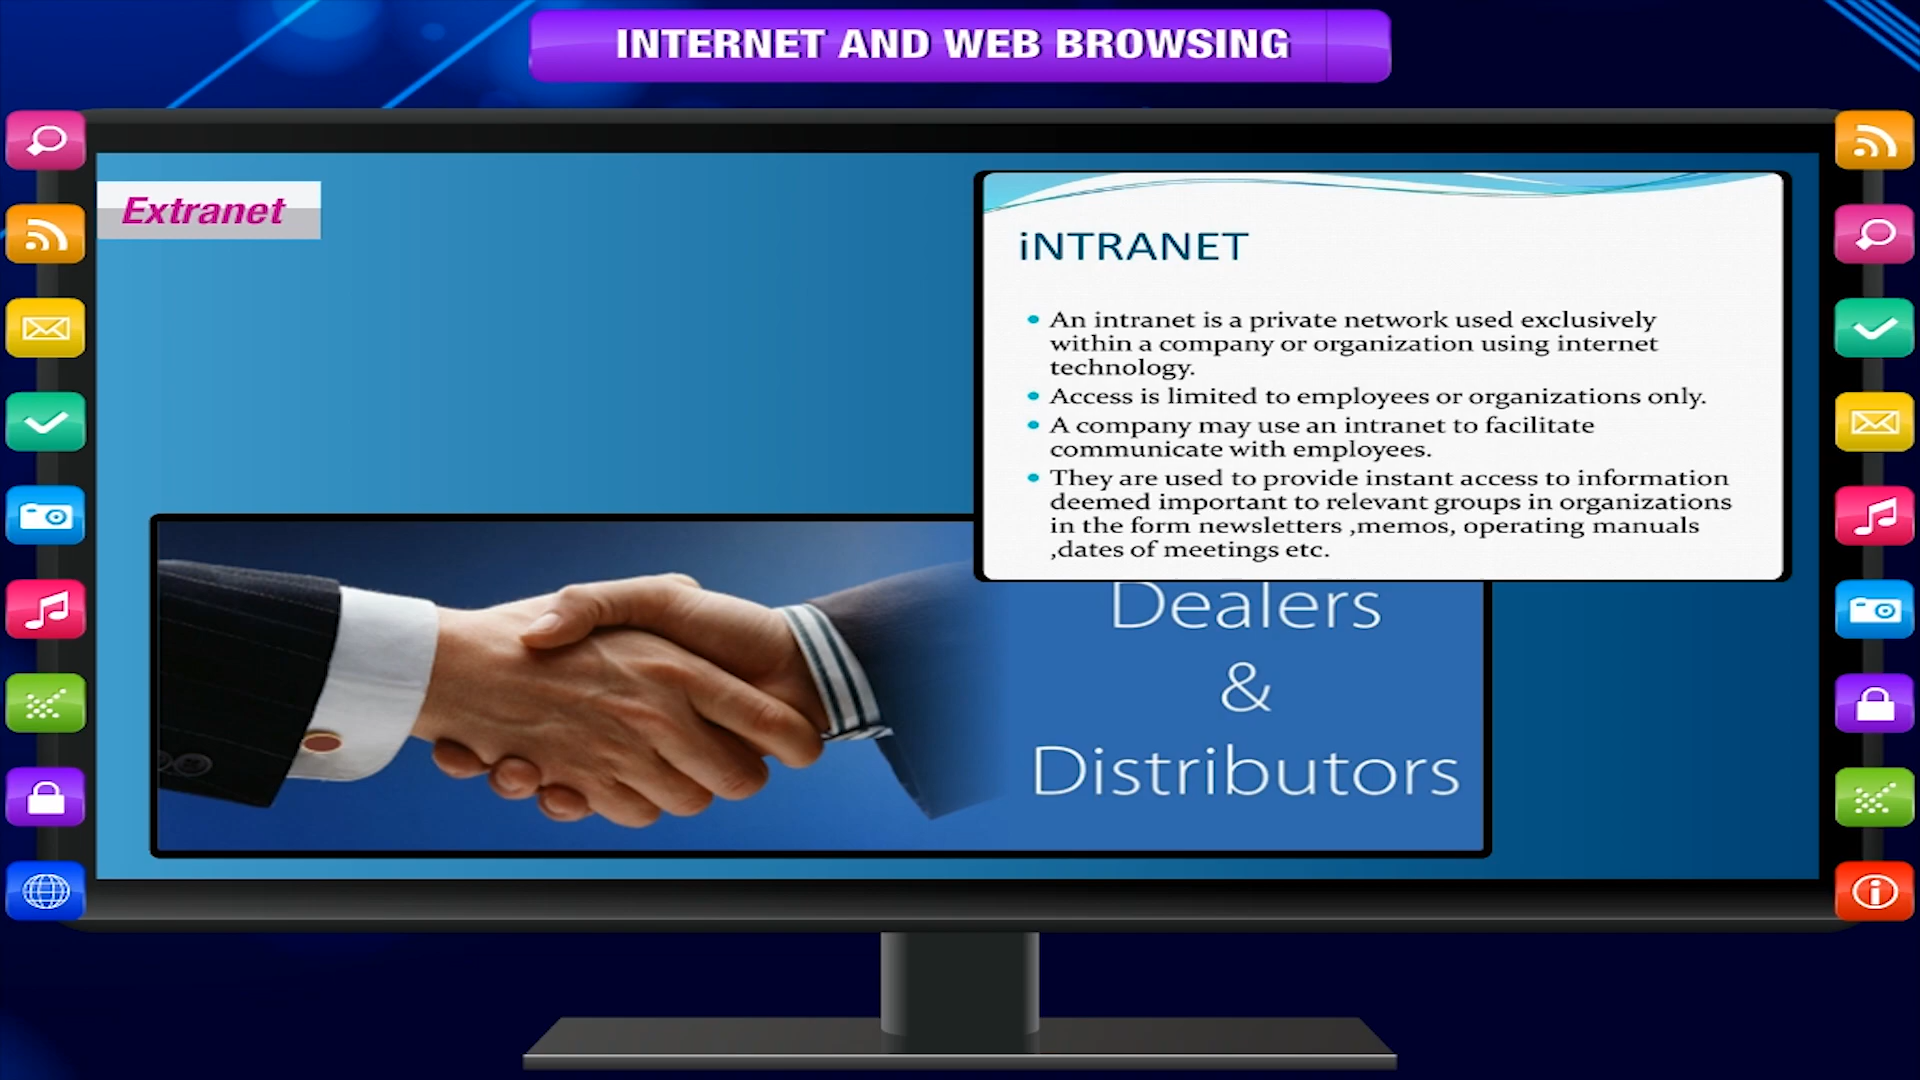 INTERNET AND WEB BROWSING
Extranet
iNTRANET
An intranet is a private network used exclusively
within a company or organization using internet
technology.
Access is limited to employees or organizations only.
A company may use an intranet to facilitate
communicate with employees.
They are used to provide instant access to information
deemed important to relevant groups in organizations
in the form newsletters ,memos, operating manuals
,dates of meetings etc.
Dealers
&
Distributors